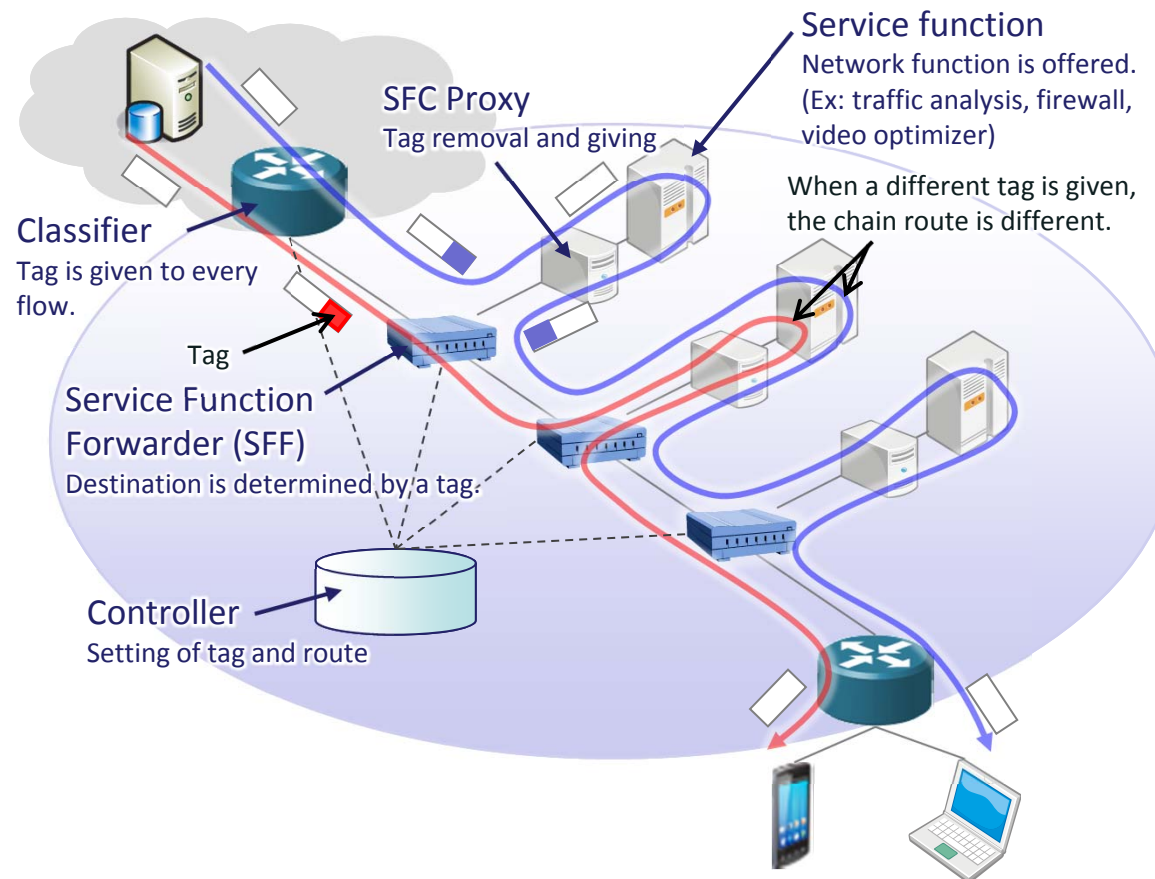 Service function
Network function is offered.
(Ex: traffic analysis, firewall,
video optimizer)
SFC Proxy
Tag removal and giving
When a different tag is given,
the chain route is different.
Classifier
Tag is given to every
flow.
Tag
Service Function
Forwarder (SFF)
Destination is determined by a tag.
Controller
Setting of tag and route